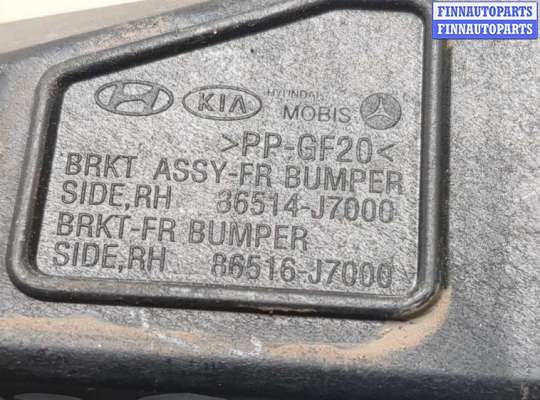 FINNAUTOPARTS
FINNAUTOPARTS
KIA
HYUNDAI
MOBIS
>PP-GF20<
BRKT ASSY-FR BUMPER
SIDE,RH 86514-J7000
BRKT-FR BUMPER
SIDE,RH 86516-J7000